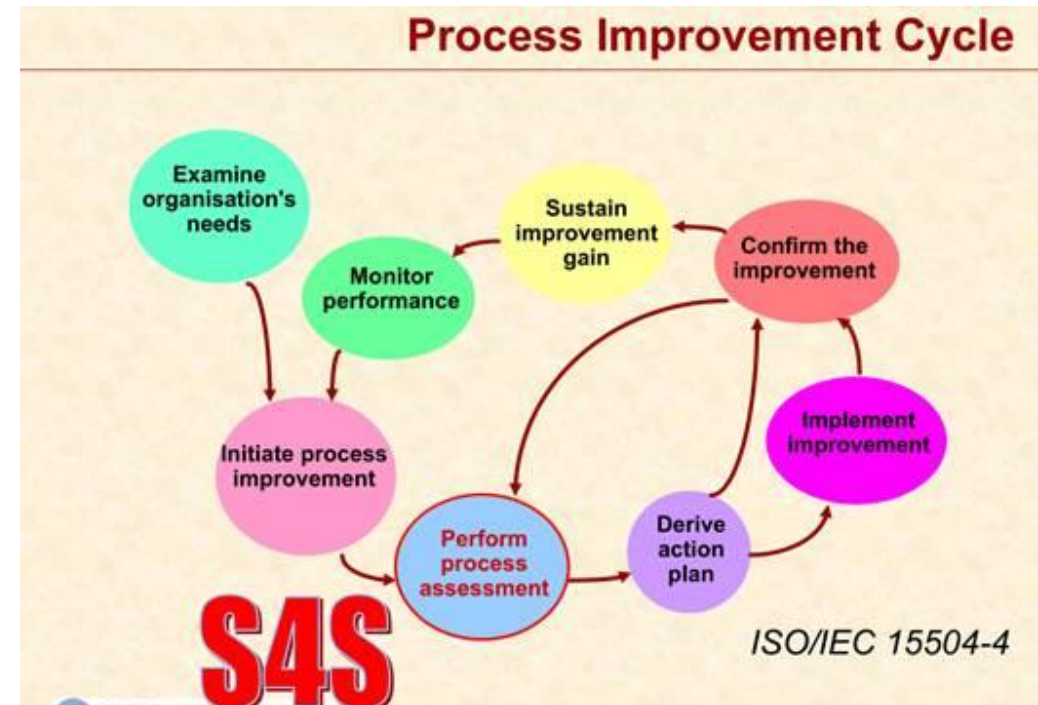 Process Improvement Cycle
Examine
organisation's
needs
Monitor
performance
Sustain
improvement
gain
Confirm the
improvement
Initiate process
improvement
Perform
process
assessment
Derive
action
plan
Implement
improvement
S4S
ISO/IEC 15504-4